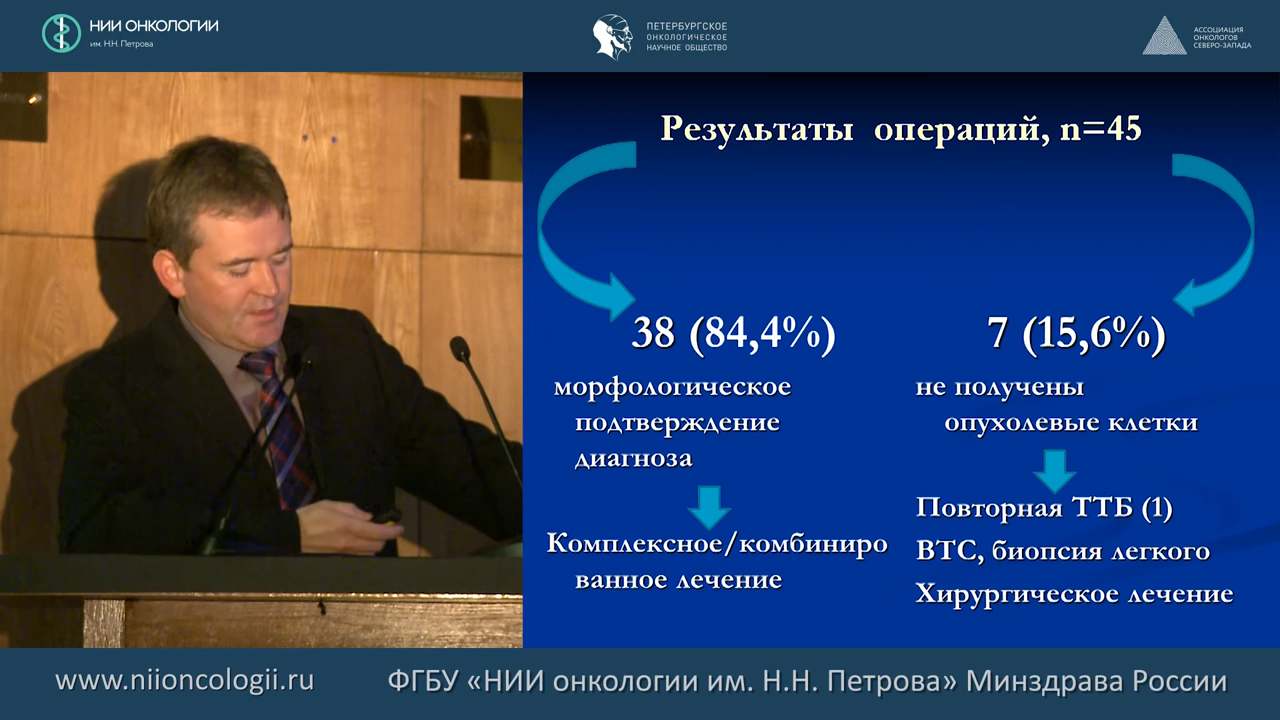 НИИ ОНКОЛОГИИ
им. Н.Н. Петрова
ПЕТЕРБУРГСКОЕ
ОНКОЛОГИЧЕСКОЕ
НАУЧНОЕ ОБЩЕСТВО
АССОЦИАЦИЯ
ОНКОЛОГОВ
СЕВЕРО-ЗАПАДА
Результаты операций, n=45
38 (84,4%)
морфологическое
подтверждение
диагноза
Комплексное/комбиниро
ванное лечение
7 (15,6%)
не получены
опухолевые клетки
Повторная ТТБ (1)
ВТС, биопсия легкого
Хирургическое лечение
www.niioncologii.ru
ФГБУ «НИИ онкологии им. Н.Н. Петрова» Минздрава России